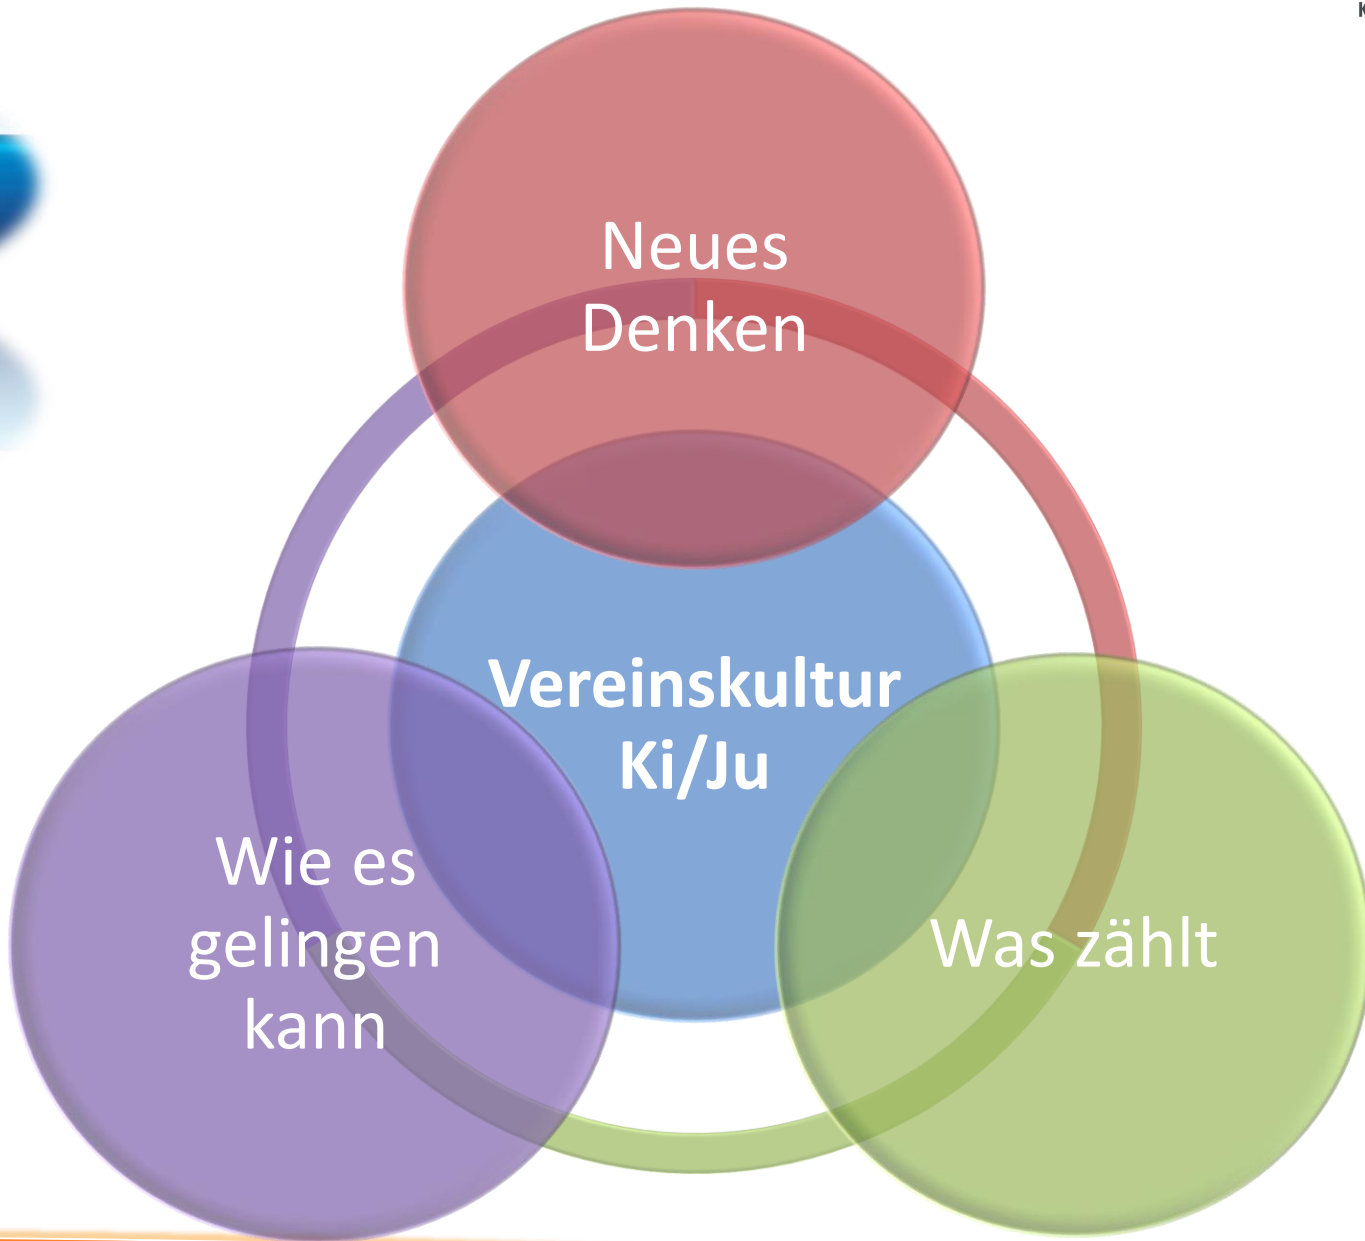 Neues
Denken
Vereinskultur
Ki/Ju
Wie es
gelingen
kann
Was zählt